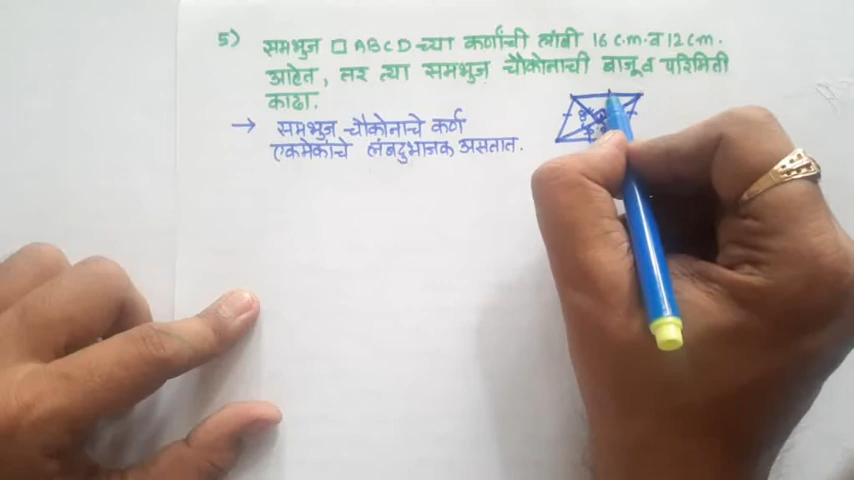 5) समभुज □ ABCD च्या कर्णांची लांबी 16 c.m. व 12 c.m.
आहेत, तर त्या समभुज चौकोनाची बाजू व परिमिती
काढा.
→ समभुज चौकोनाचे कर्ण
एकमेकांचे लंबदुभाजक असतात.